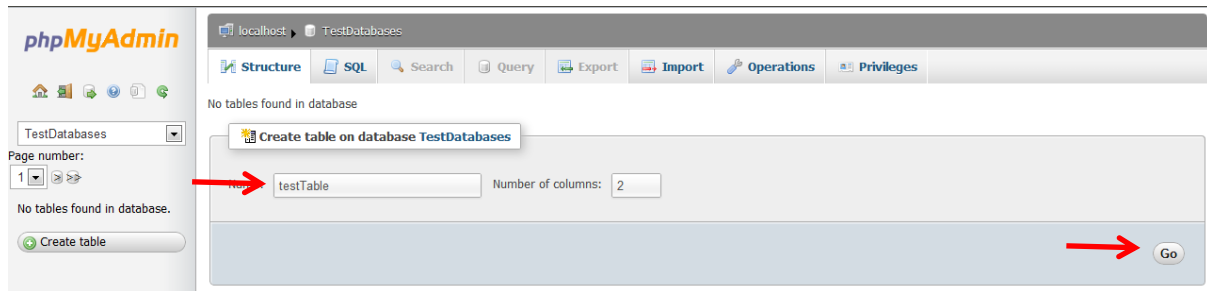 phpMyAdmin
TestDatabases
Page number:
1
No tables found in database.
Create table
localhost TestDatabases
Structure SQL Search Query Export Import Operations Privileges
No tables found in database
Create table on database TestDatabases
testTable Number of columns: 2
Go